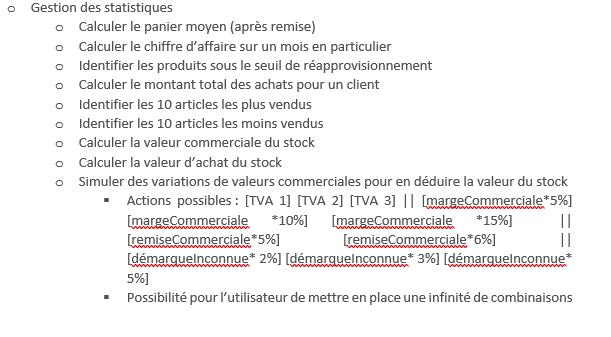 o Gestion des statistiques
o Calculer le panier moyen (après remise)
o Calculer le chiffre d'affaire sur un mois en particulier
o Identifier les produits sous le seuil de réapprovisionnement
o Calculer le montant total des achats pour un client
o Identifier les 10 articles les plus vendus
o Identifier les 10 articles les moins vendus
o Calculer la valeur commerciale du stock
o Calculer la valeur d'achat du stock
o Simuler des variations de valeurs commerciales pour en déduire la valeur du stock
▪ Actions possibles : [TVA 1] [TVA 2] [TVA 3] || [margeCommerciale*5%]
[margeCommerciale *10%] [margeCommerciale *15%] ||
[remiseCommerciale*5%] [remiseCommerciale*6%] ||
[démarqueInconnue* 2%] [démarqueInconnue* 3%] [démarqueInconnue*
5%]
▪ Possibilité pour l'utilisateur de mettre en place une infinité de combinaisons